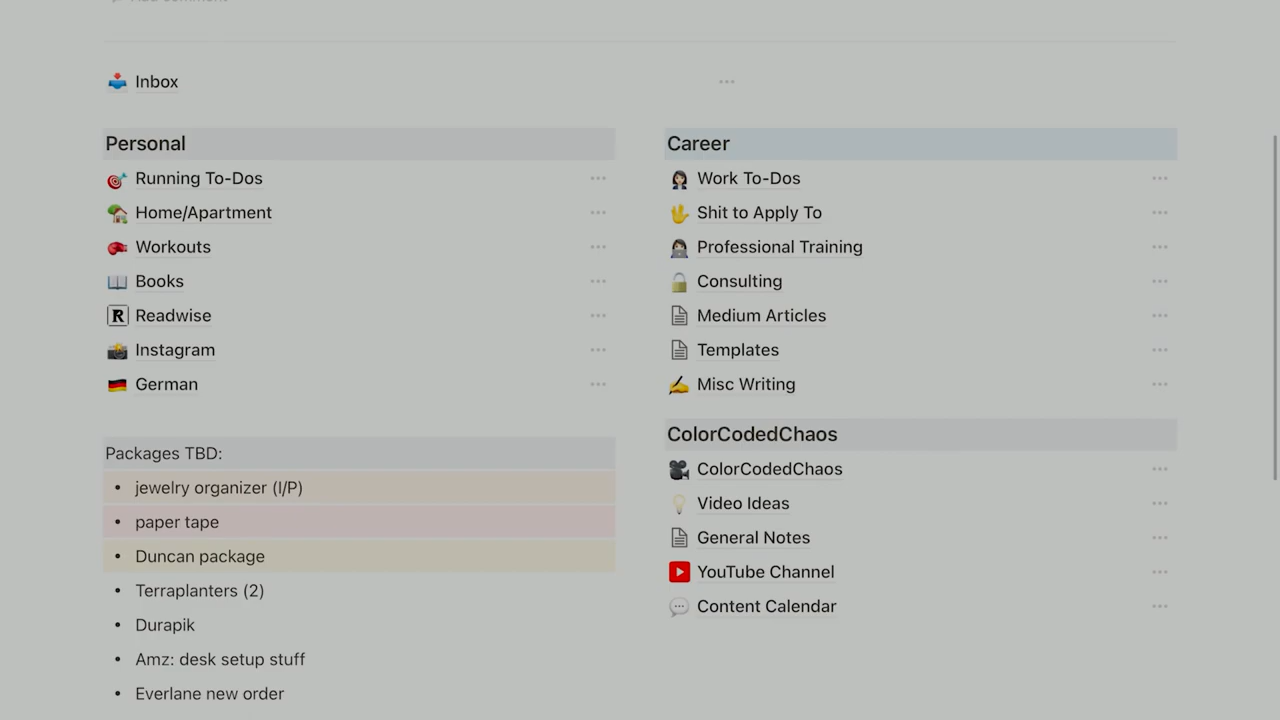 Add comment
Inbox
Personal
Running To-Dos
Home/Apartment
Workouts
Books
Readwise
Instagram
German
Packages TBD:
• jewelry organizer (I/P)
• paper tape
• Duncan package
• Terraplanters (2)
• Durapik
• Amz: desk setup stuff
• Everlane new order
Career
Work To-Dos
Shit to Apply To
Professional Training
Consulting
Medium Articles
Templates
Misc Writing
ColorCodedChaos
ColorCodedChaos
Video Ideas
General Notes
YouTube Channel
Content Calendar